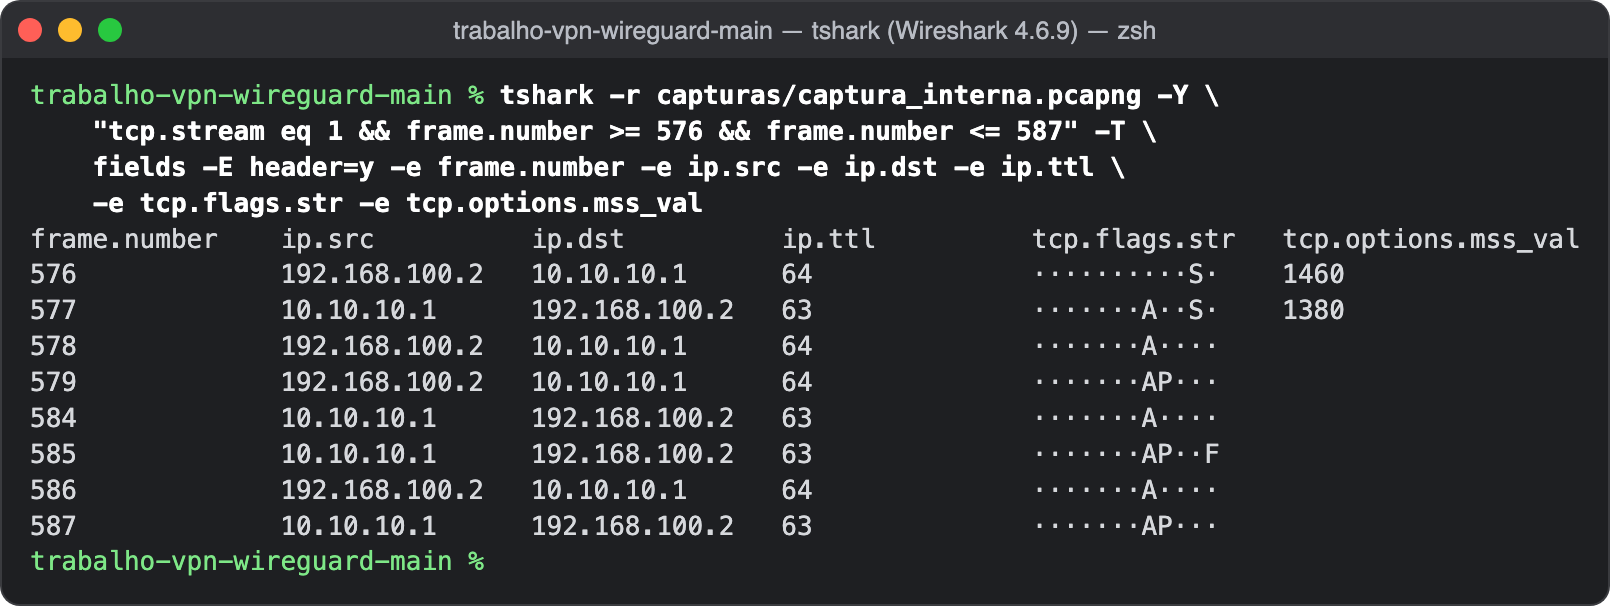 trabalho-vpn-wireguard-main — tshark (Wireshark 4.6.9) — zsh
trabalho-vpn-wireguard-main % tshark -r capturas/captura_interna.pcapng -Y \
    "tcp.stream eq 1 && frame.number >= 576 && frame.number <= 587" -T \
    fields -E header=y -e frame.number -e ip.src -e ip.dst -e ip.ttl \
    -e tcp.flags.str -e tcp.options.mss_val
frame.number    ip.src          ip.dst          ip.ttl          tcp.flags.str   tcp.options.mss_val
576             192.168.100.2   10.10.10.1      64              ··········S·    1460
577             10.10.10.1      192.168.100.2   63              ·······A··S·    1380
578             192.168.100.2   10.10.10.1      64              ·······A····
579             192.168.100.2   10.10.10.1      64              ·······AP···
584             10.10.10.1      192.168.100.2   63              ·······A····
585             10.10.10.1      192.168.100.2   63              ·······AP··F
586             192.168.100.2   10.10.10.1      64              ·······A····
587             10.10.10.1      192.168.100.2   63              ·······AP···
trabalho-vpn-wireguard-main %